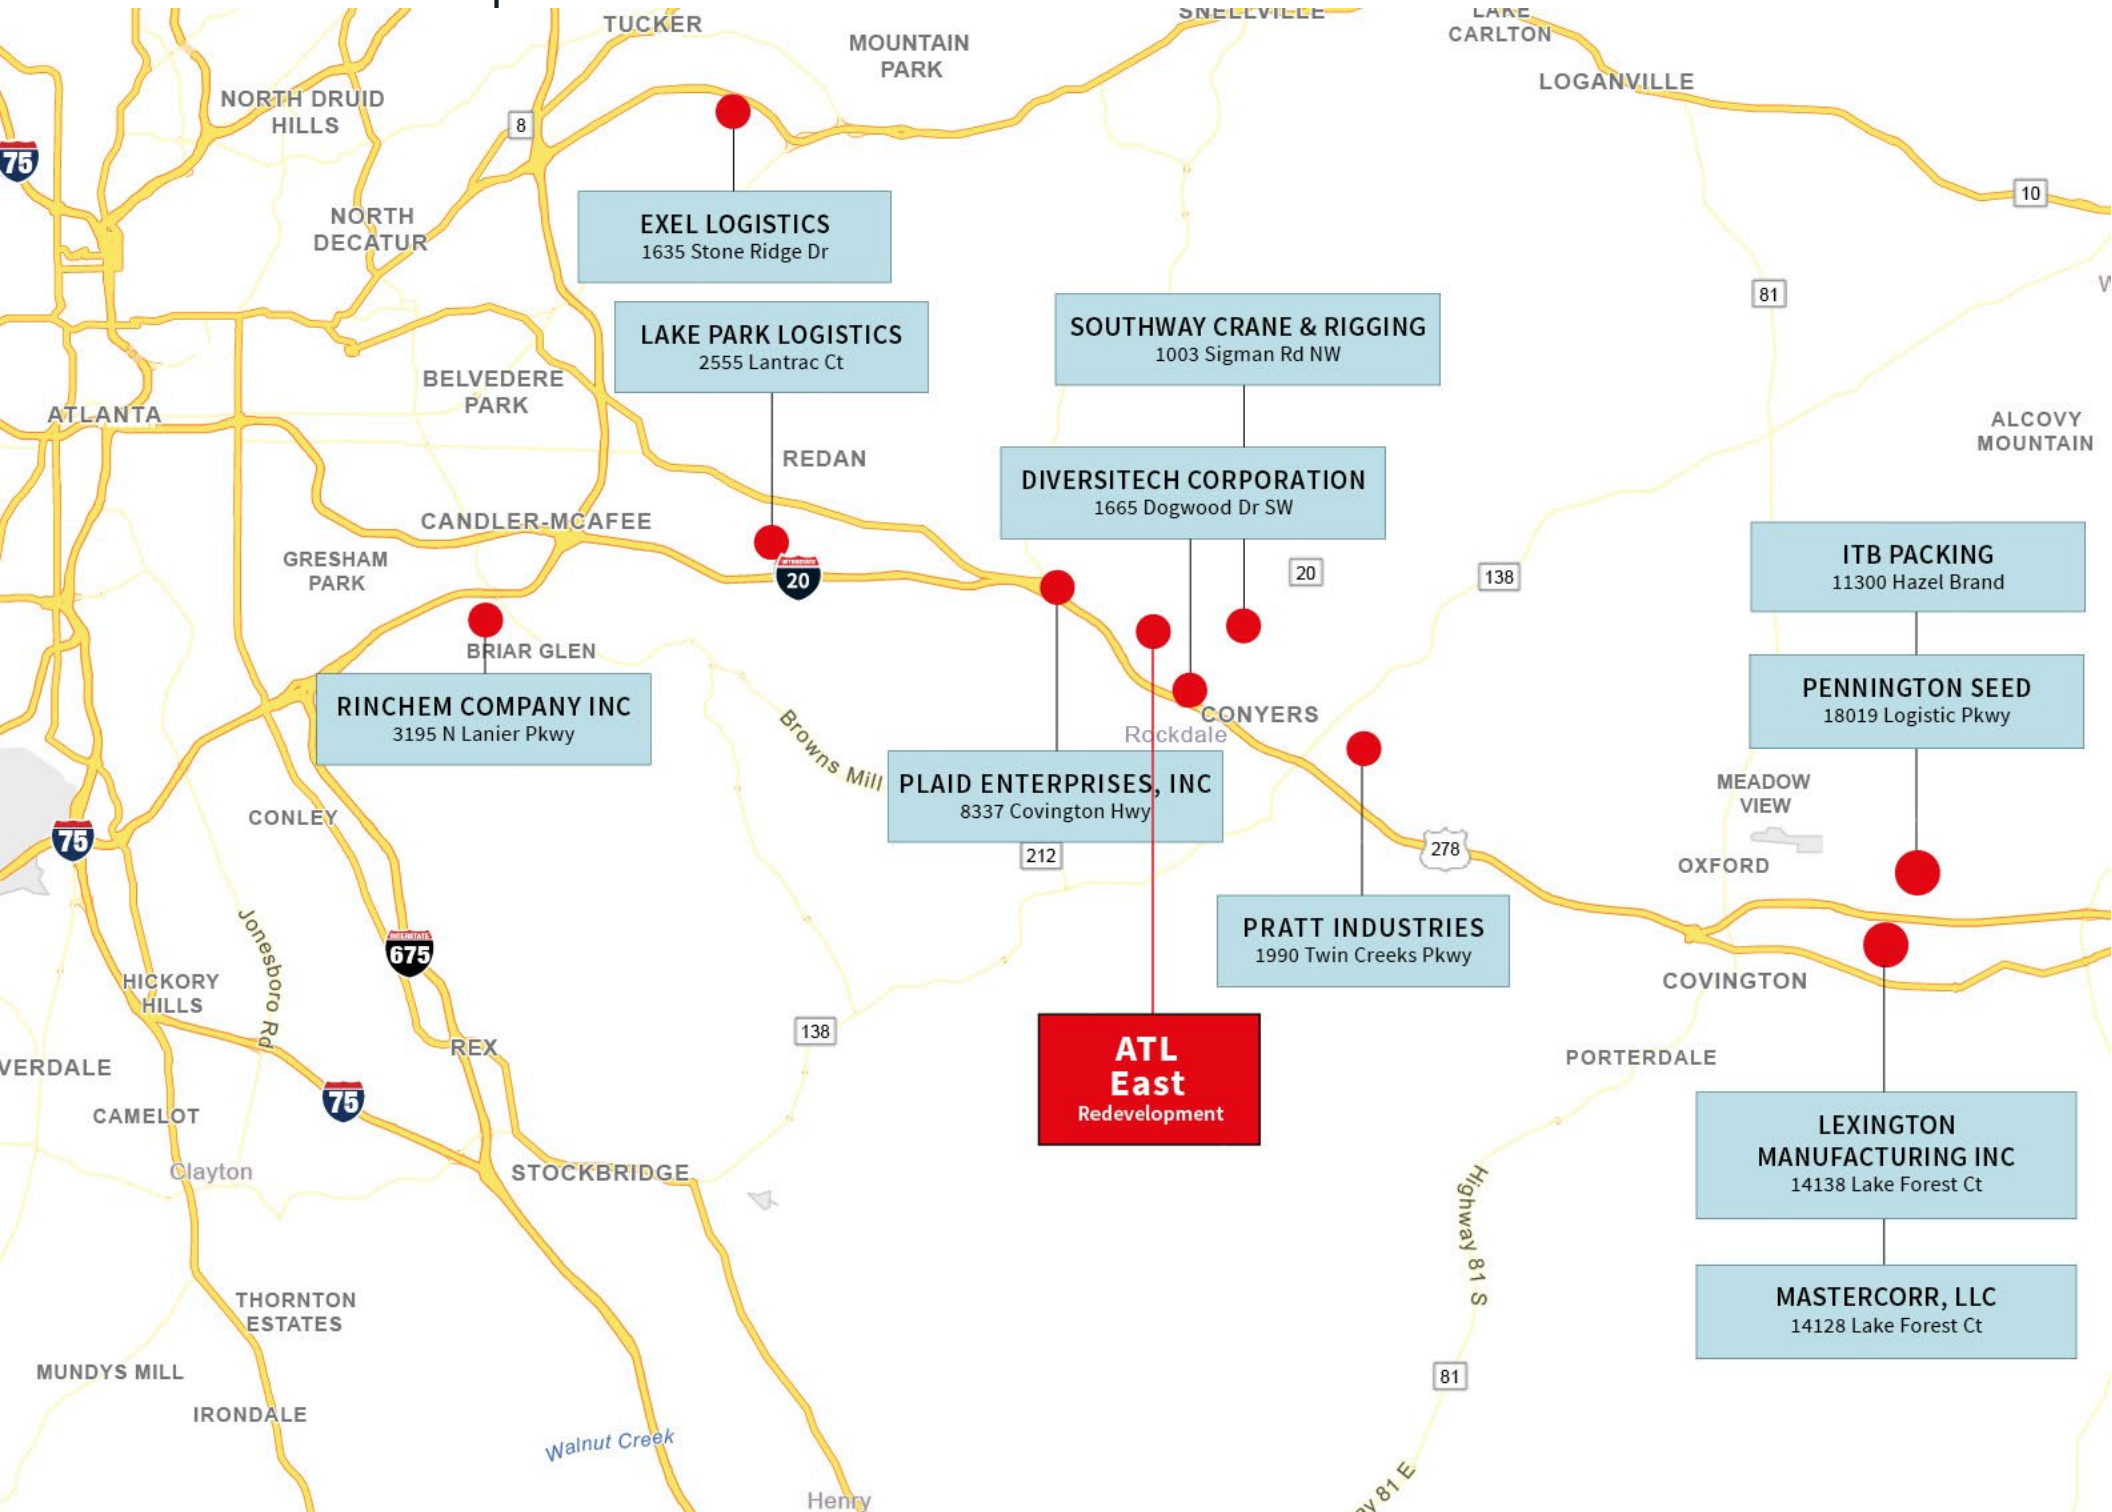 TUCKER
SNELLVILLE
LAKE
CARLTON
MOUNTAIN
PARK
LOGANVILLE
NORTH DRUID
HILLS
8
75
10
NORTH
DECATUR
EXEL LOGISTICS
1635 Stone Ridge Dr
81
LAKE PARK LOGISTICS
2555 Lantrac Ct
SOUTHWAY CRANE & RIGGING
1003 Sigman Rd NW
BELVEDERE
PARK
ATLANTA
ALCOVY
MOUNTAIN
REDAN
DIVERSITECH CORPORATION
1665 Dogwood Dr SW
CANDLER-MCAFEE
GRESHAM
PARK
INTERSTATE
20
20
138
ITB PACKING
11300 Hazel Brand
BRIAR GLEN
RINCHEM COMPANY INC
3195 N Lanier Pkwy
PENNINGTON SEED
18019 Logistic Pkwy
CONYERS
Rockdale
Browns Mill
PLAID ENTERPRISES, INC
8337 Covington Hwy
MEADOW
VIEW
CONLEY
75
212
278
OXFORD
PRATT INDUSTRIES
1990 Twin Creeks Pkwy
Jonesboro Rd
INTERSTATE
675
HICKORY
HILLS
COVINGTON
138
REX
ATL
East
Redevelopment
PORTERDALE
VERDALE
75
CAMELOT
LEXINGTON
MANUFACTURING INC
14138 Lake Forest Ct
Clayton
STOCKBRIDGE
Highway 81 S
THORNTON
ESTATES
MASTERCORR, LLC
14128 Lake Forest Ct
MUNDYS MILL
81
IRONDALE
Walnut Creek
81 E
Henry